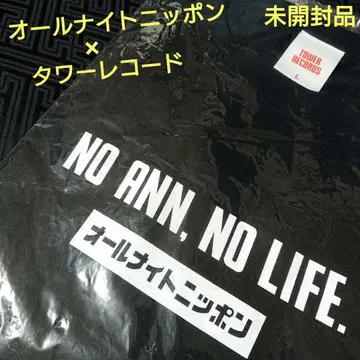 オールナイトニッポン
×
タワーレコード
未開封品
TOWER
RECORDS
L
NO ANN, NO LIFE.
オールナイトニッポン